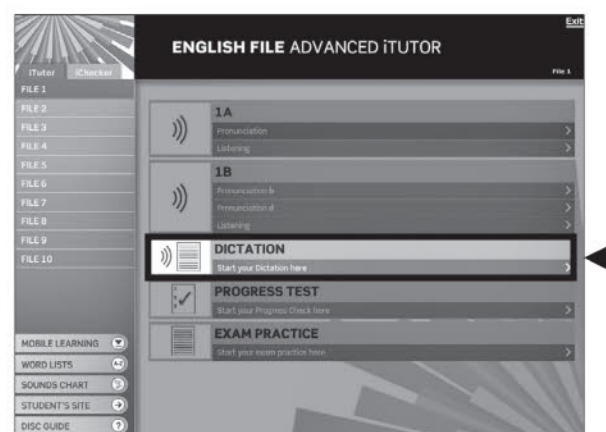 Exit
ENGLISH FILE ADVANCED iTUTOR
iTutor iChecker
File 1
FILE 1
FILE 2
FILE 3
FILE 4
FILE 5
FILE 6
FILE 7
FILE 8
FILE 9
FILE 10
1A
Pronunciation
Listening
1B
Pronunciation b
Pronunciation d
Listening
DICTATION
Start your Dictation here
PROGRESS TEST
Start your Progress Check here
EXAM PRACTICE
Start your exam practice here
MOBILE LEARNING
WORD LISTS A-Z
SOUNDS CHART
STUDENT'S SITE
DISC GUIDE ?